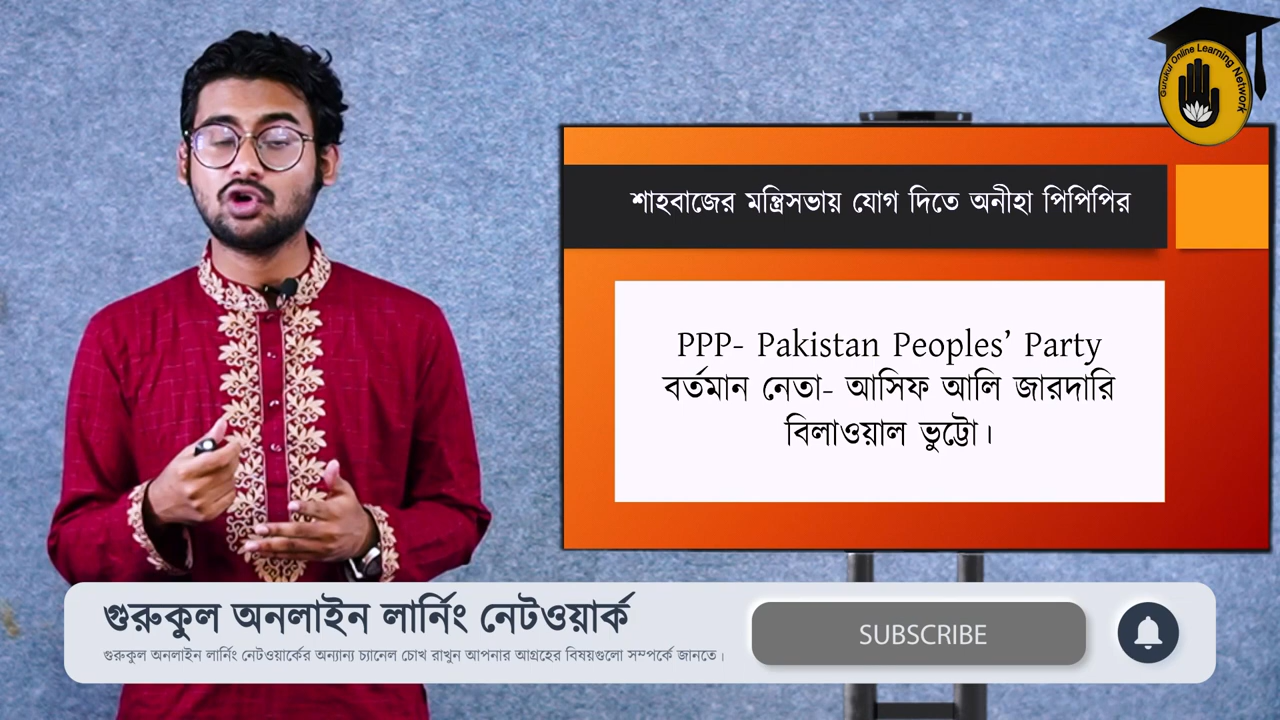 Gurukul Online Learning Network
শাহবাজের মন্ত্রিসভায় যোগ দিতে অনীহা পিপিপির
PPP- Pakistan Peoples’ Party
বর্তমান নেতা- আসিফ আলি জারদারি
বিলাওয়াল ভুট্টো।
গুরুকুল অনলাইন লার্নিং নেটওয়ার্ক
গুরুকুল অনলাইন লার্নিং নেটওয়ার্কের অন্যান্য চ্যানেল চোখ রাখুন আপনার আগ্রহের বিষয়গুলো সম্পর্কে জানতে।
SUBSCRIBE